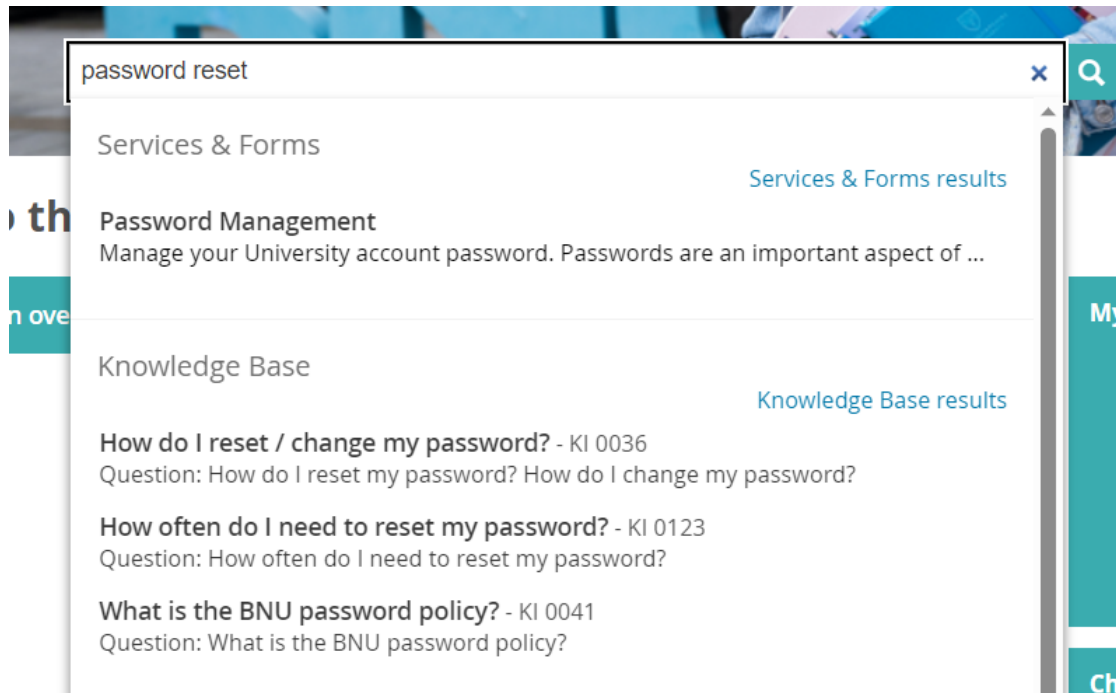 password reset
Services & Forms
Services & Forms results
Password Management
Manage your University account password. Passwords are an important aspect of ...
Knowledge Base
Knowledge Base results
How do I reset / change my password? - KI 0036
Question: How do I reset my password? How do I change my password?
How often do I need to reset my password? - KI 0123
Question: How often do I need to reset my password?
What is the BNU password policy? - KI 0041
Question: What is the BNU password policy?